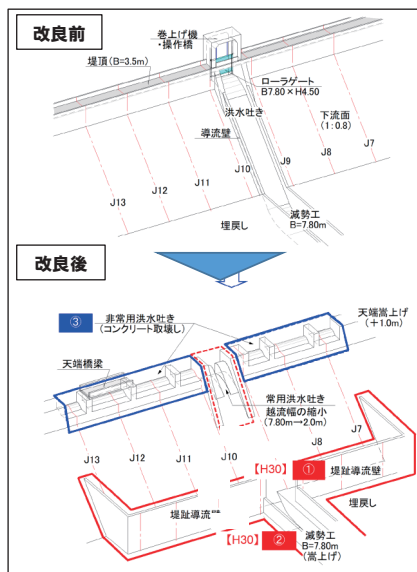 改良前
巻上げ機
・操作橋
堤頂(B=3.5m)
ローラゲート
B7.80×H4.50
洪水吐き
導流壁
下流面
(1:0.8)
J7
J8
J9
J10
J11
J12
J13
減勢工
B=7.80m
埋戻し
改良後
③ 非常用洪水吐き
(コンクリート取壊し)
天端嵩上げ
(+1.0m)
天端橋梁
常用洪水吐き
越流幅の縮小
(7.80m→2.0m)
J7
J8
J10
J11
J12
J13
【H30】 ① 堤趾導流壁
埋戻し
堤趾導流
【H30】 ② 減勢工
B=7.80m
(嵩上げ)